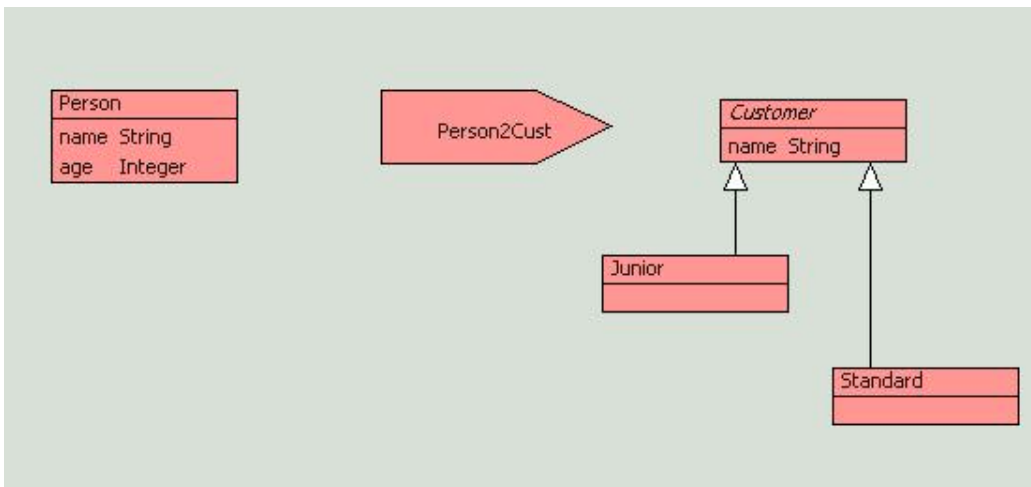 Person
name String
age Integer
Person2Cust
Customer
name String
Junior
Standard